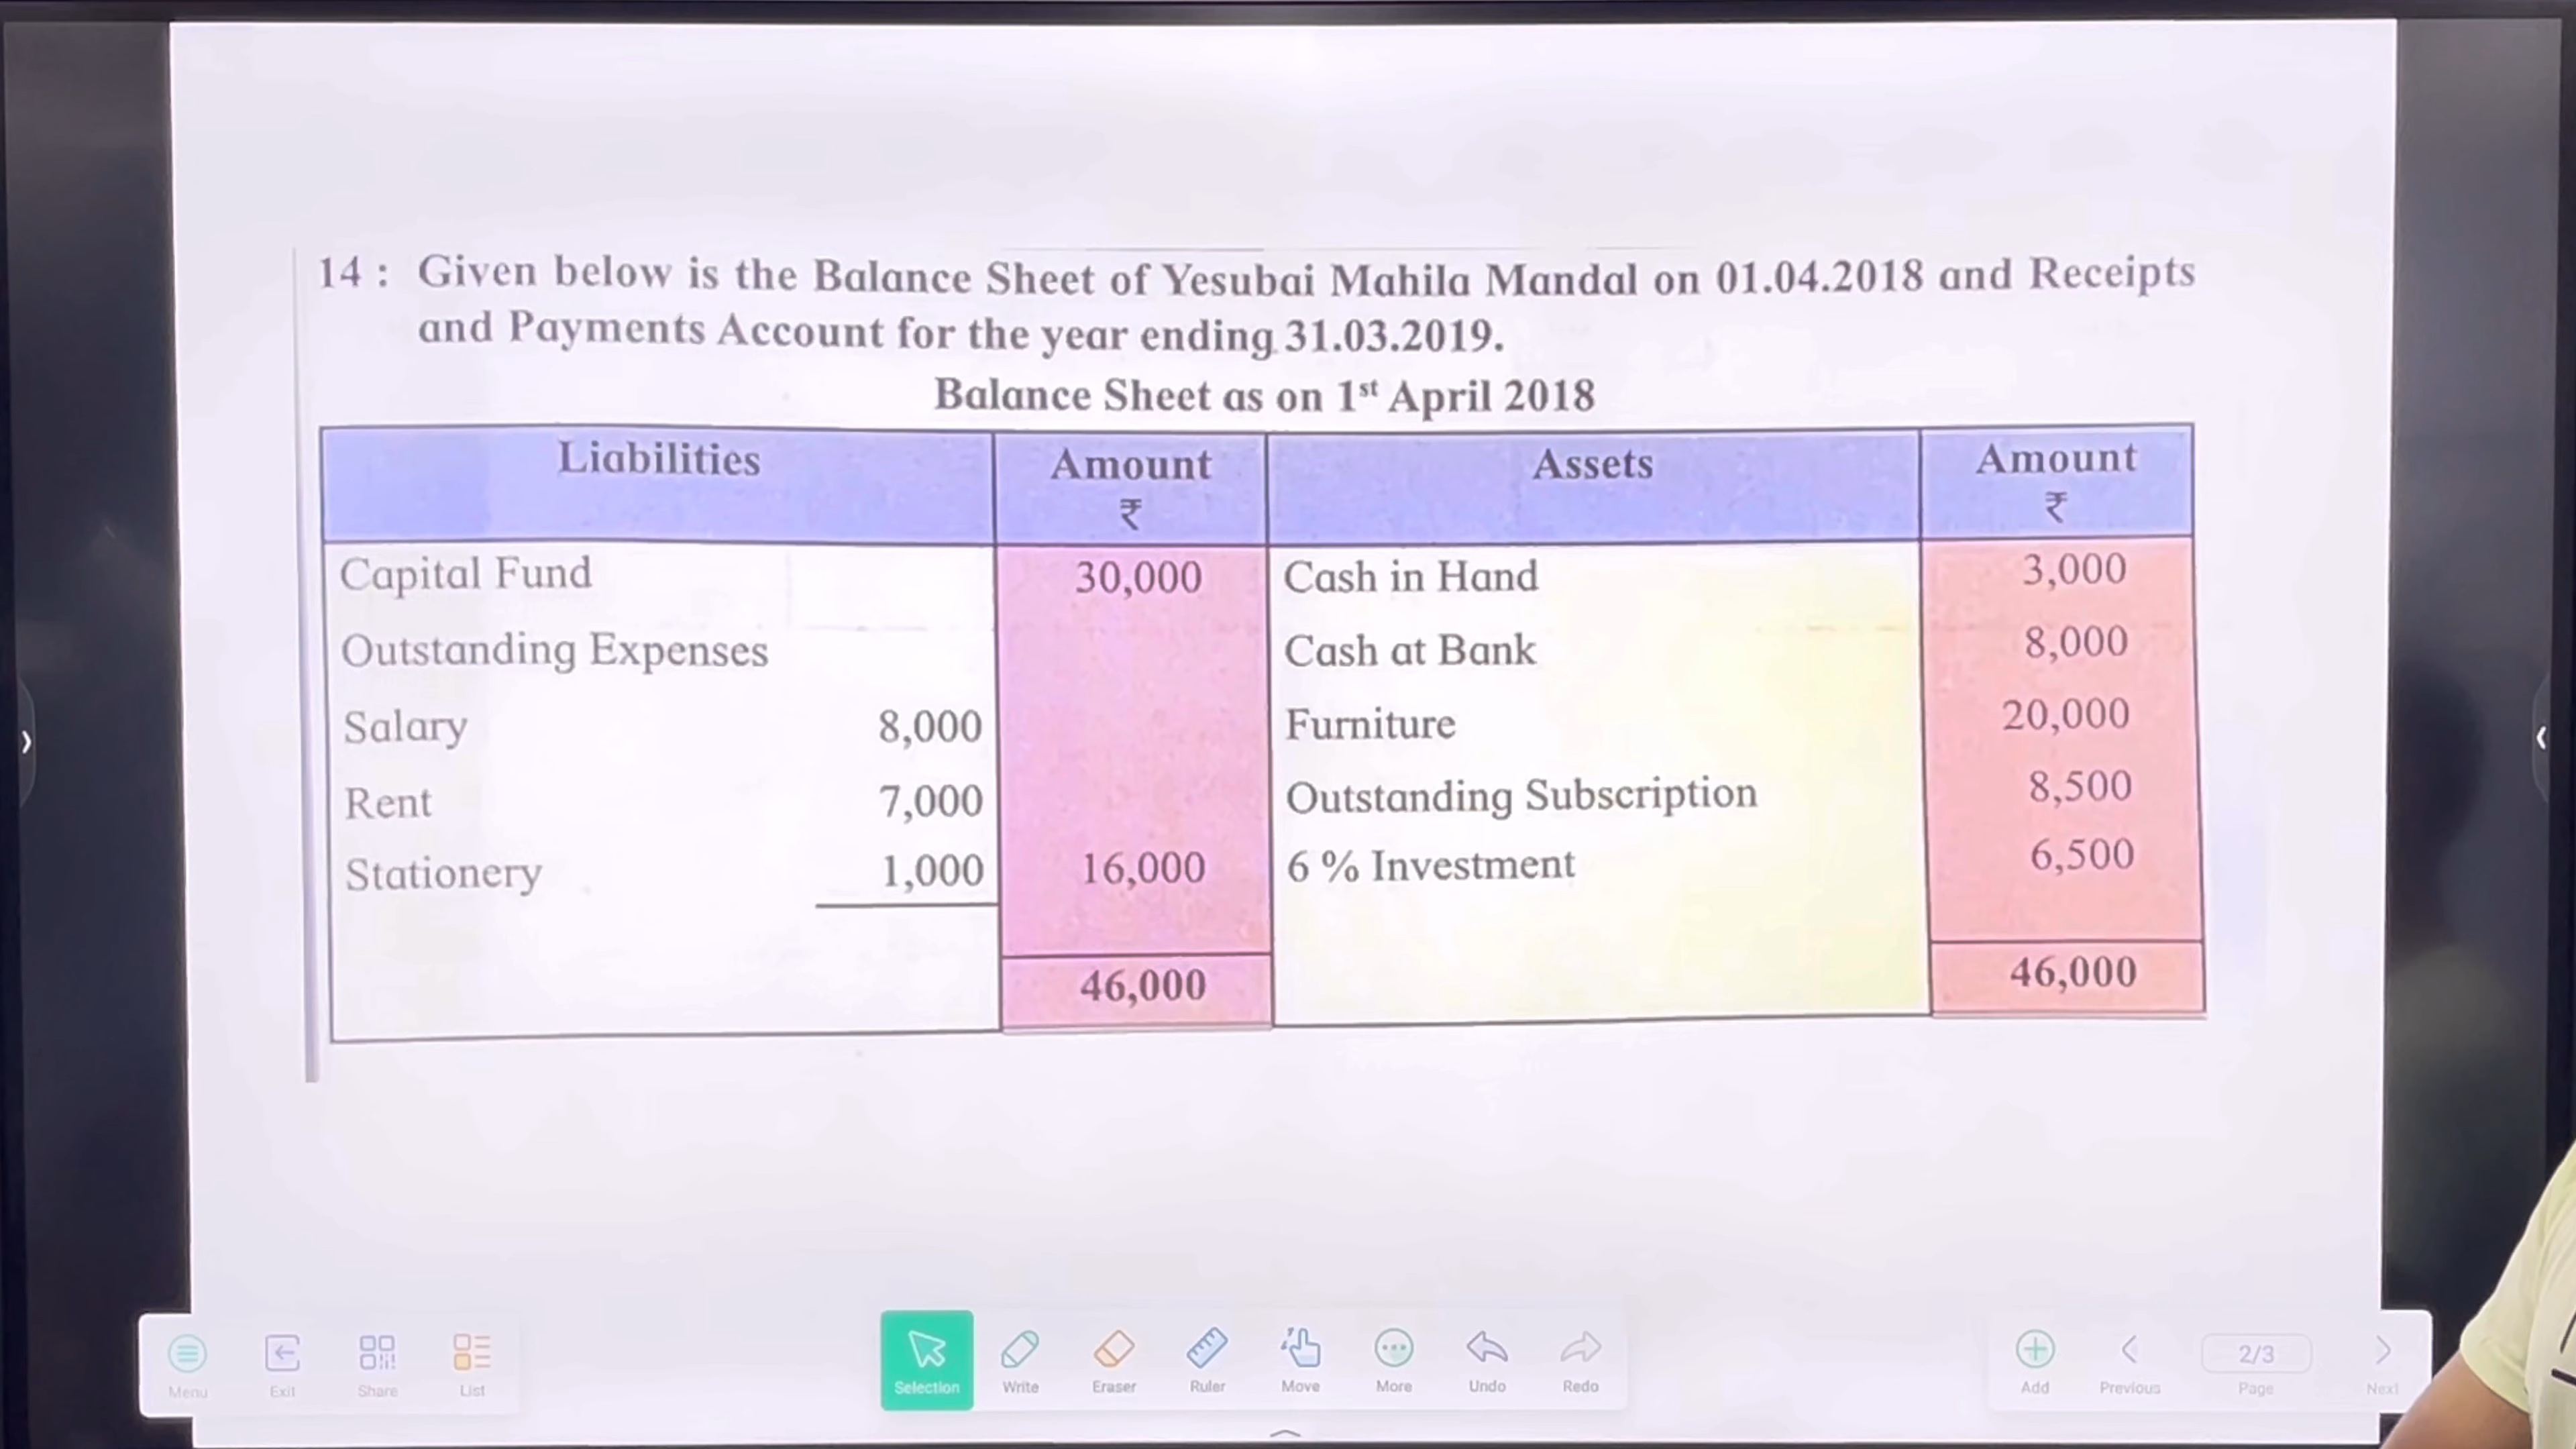 14 : Given below is the Balance Sheet of Yesubai Mahila Mandal on 01.04.2018 and Receipts
and Payments Account for the year ending 31.03.2019.
Balance Sheet as on 1st April 2018
Liabilities Amount ₹ Assets Amount ₹
Capital Fund 30,000 Cash in Hand 3,000
Outstanding Expenses Cash at Bank 8,000
Salary 8,000 Furniture 20,000
Rent 7,000 Outstanding Subscription 8,500
Stationery 1,000 16,000 6 % Investment 6,500
46,000 46,000
Menu Exit Share List Selection Write Eraser Ruler Move More Undo Redo Add Previous 2/3 Page Next